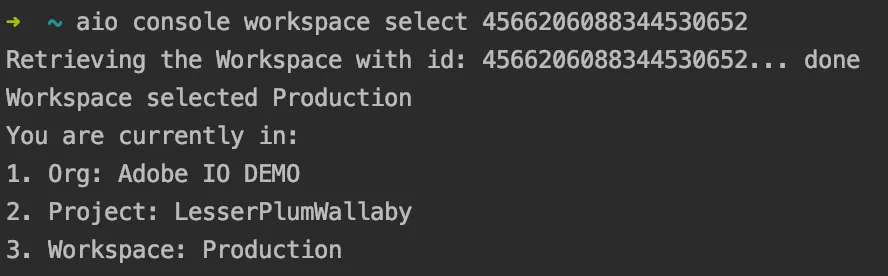 ➜ ~ aio console workspace select 4566206088344530652
Retrieving the Workspace with id: 4566206088344530652... done
Workspace selected Production
You are currently in:
1. Org: Adobe IO DEMO
2. Project: LesserPlumWallaby
3. Workspace: Production